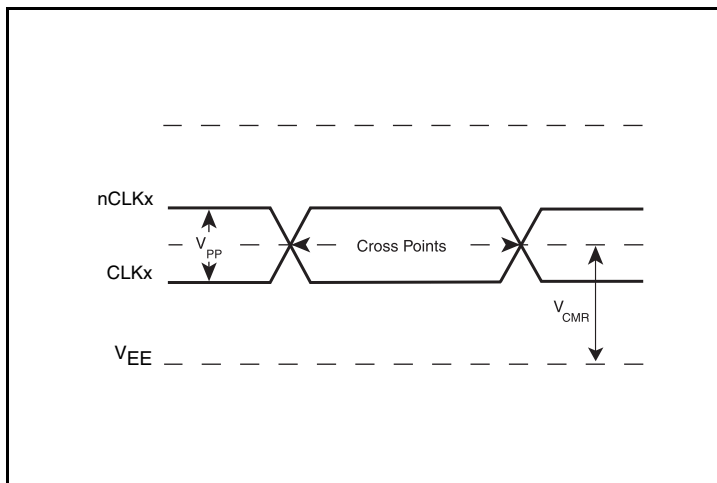 nCLKx
VPP
Cross Points
CLKx
VCMR
VEE